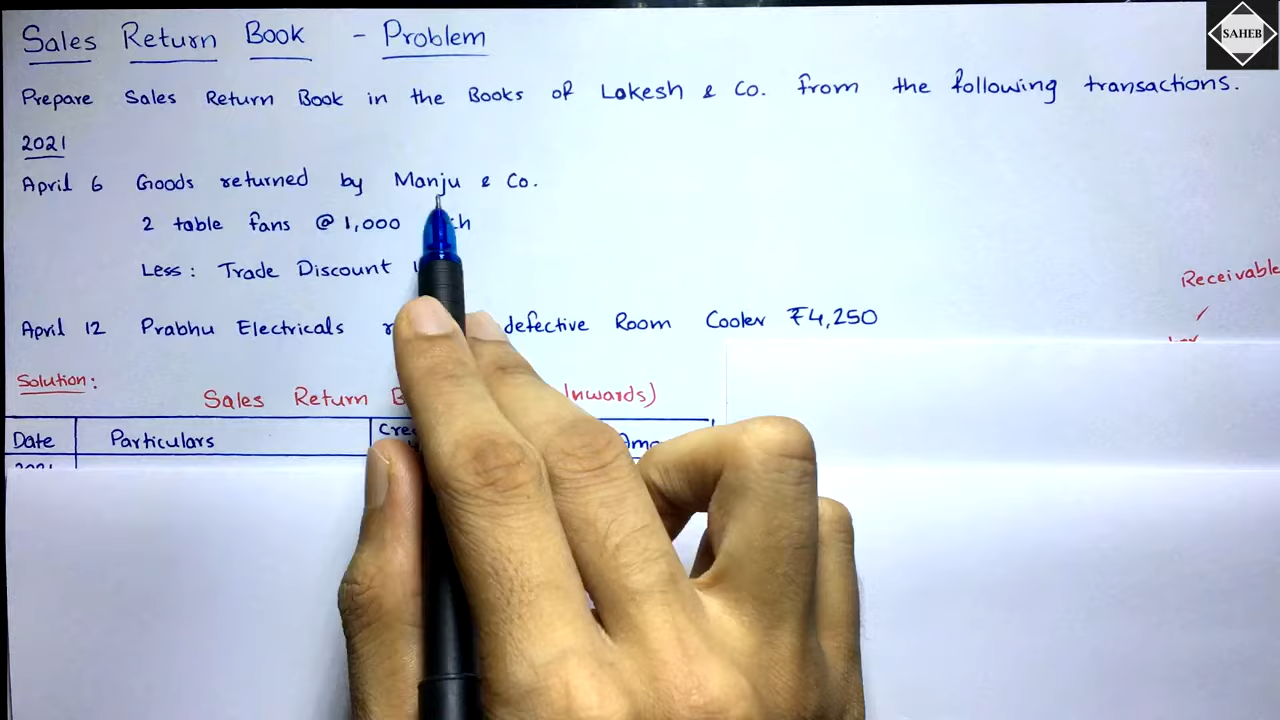 SAHEB
Sales Return Book - Problem
Prepare Sales Return Book in the Books of Lokesh & Co. from the following transactions.
2021
April 6 Goods returned by Manju & Co.
2 table fans @ 1,000
Less: Trade Discount
Receivable
April 12 Prabhu Electricals defective Room Cooler ₹4,250
Solution:
Sales Return
Date Particulars
2021